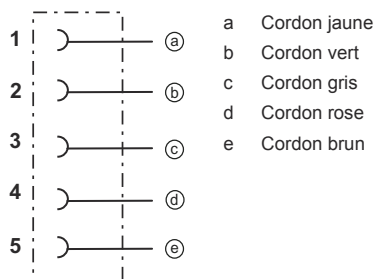 1 ⓐ
2 ⓑ
3 ⓒ
4 ⓓ
5 ⓔ
a Cordon jaune
b Cordon vert
c Cordon gris
d Cordon rose
e Cordon brun